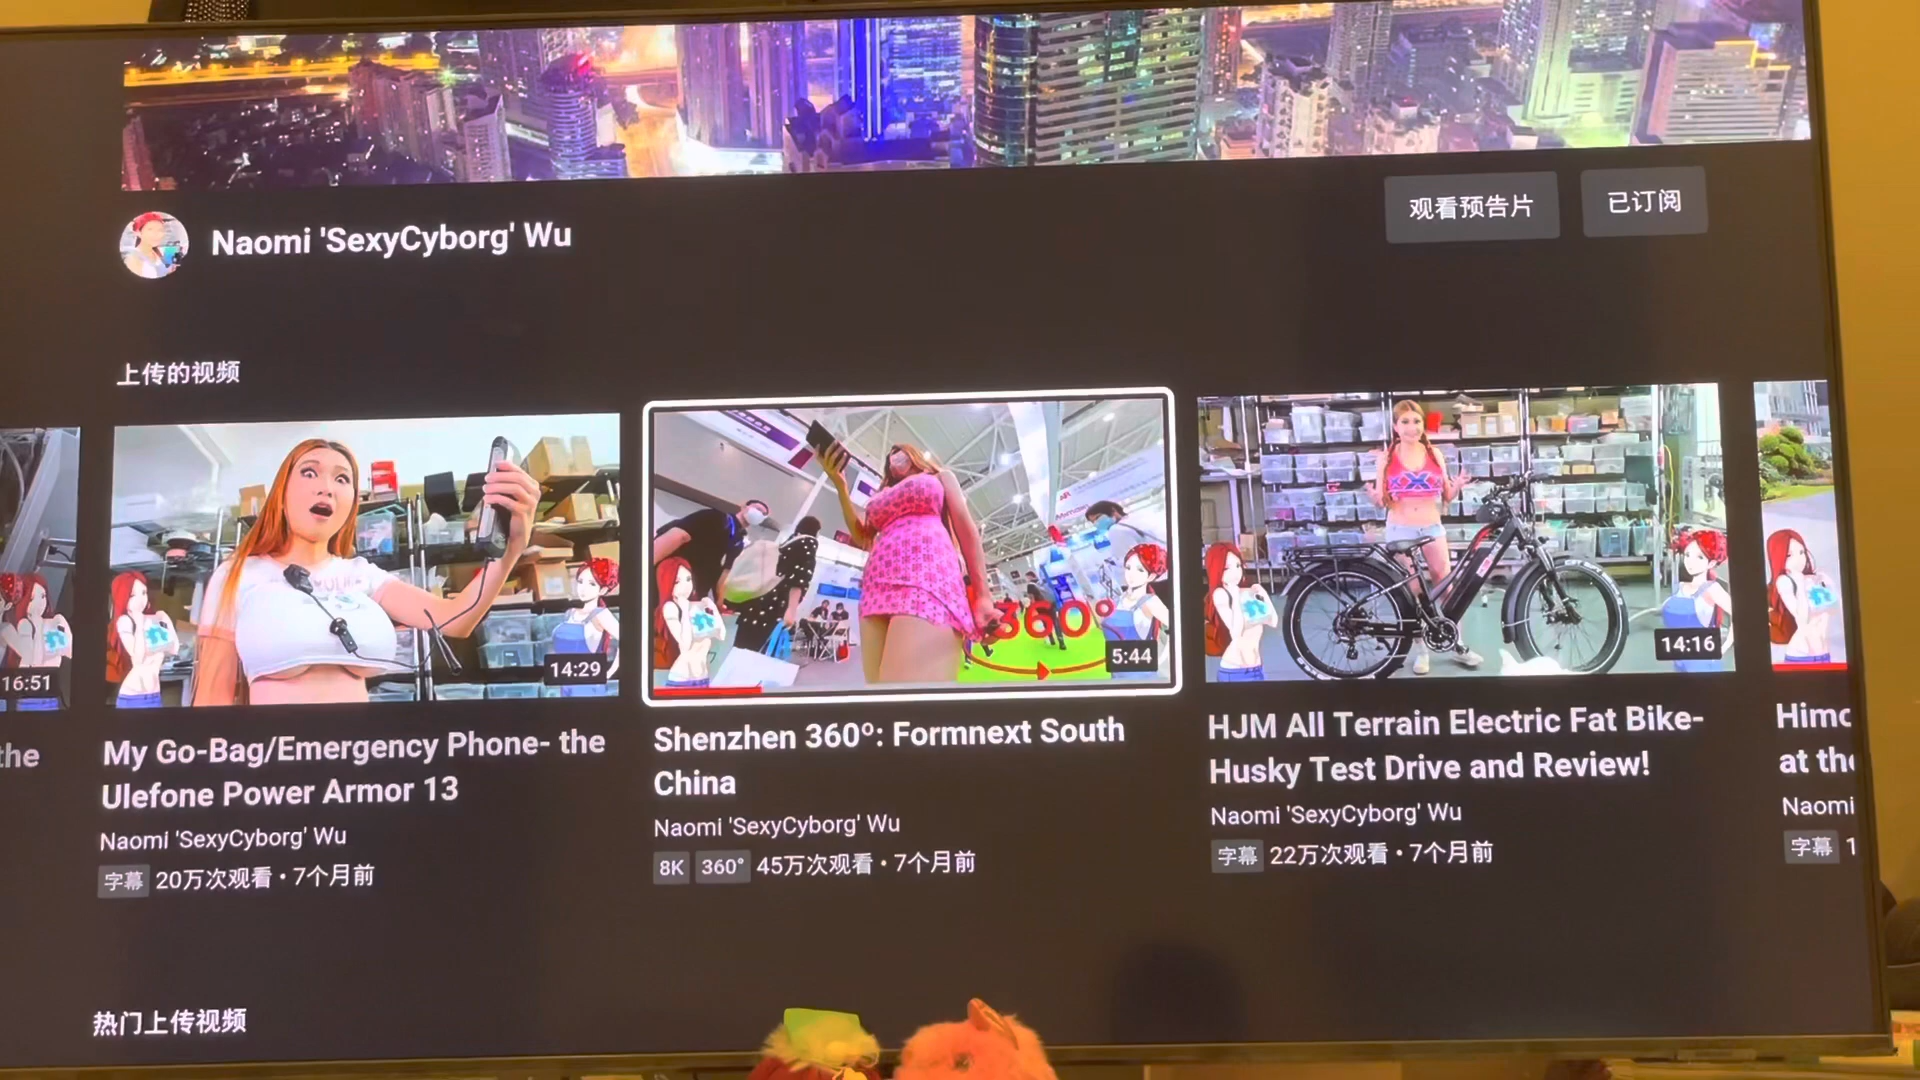 Naomi 'SexyCyborg' Wu
观看预告片
已订阅
上传的视频
16:51
the
14:29
My Go-Bag/Emergency Phone- the
Ulefone Power Armor 13
Naomi 'SexyCyborg' Wu
字幕 20万次观看 • 7个月前
360°
5:44
Shenzhen 360º: Formnext South
China
Naomi 'SexyCyborg' Wu
8K 360° 45万次观看 • 7个月前
14:16
HJM All Terrain Electric Fat Bike-
Husky Test Drive and Review!
Naomi 'SexyCyborg' Wu
字幕 22万次观看 • 7个月前
at the
Naomi
字幕 1
热门上传视频